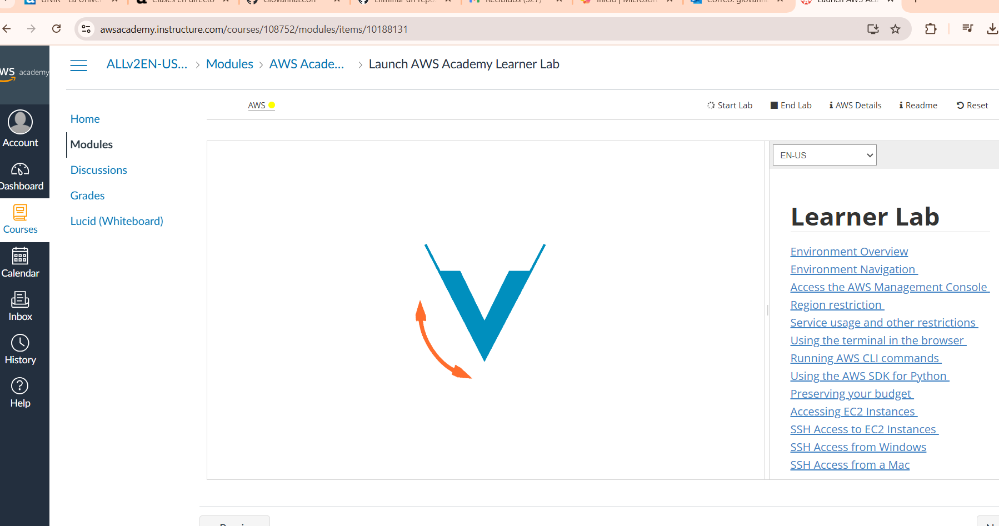 UNIR - La Univer
Clases en directo
GiovannaLeon
Eliminar un repo
Recibidos (327)
Inicio | Microsoft
Correo: giovanni
Launch AWS Aca
awsacademy.instructure.com/courses/108752/modules/items/10188131
ALLv2EN-US... > Modules > AWS Acade... > Launch AWS Academy Learner Lab
WS academy
Account
Dashboard
Courses
Calendar
Inbox
History
Help
Home
Modules
Discussions
Grades
Lucid (Whiteboard)
AWS
Start Lab
End Lab
AWS Details
Readme
Reset
EN-US
Learner Lab
Environment Overview
Environment Navigation
Access the AWS Management Console
Region restriction
Service usage and other restrictions
Using the terminal in the browser
Running AWS CLI commands
Using the AWS SDK for Python
Preserving your budget
Accessing EC2 Instances
SSH Access to EC2 Instances
SSH Access from Windows
SSH Access from a Mac